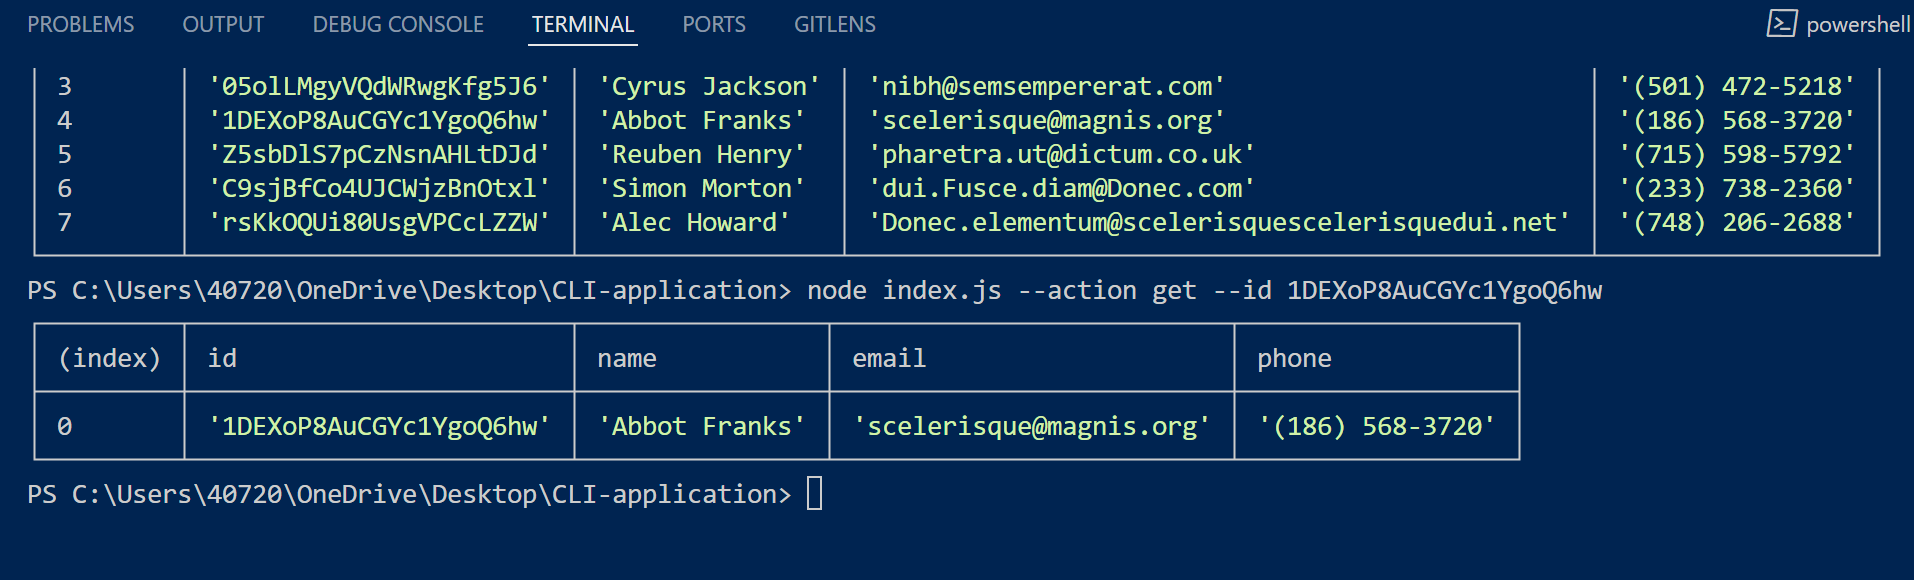 PROBLEMS OUTPUT DEBUG CONSOLE TERMINAL PORTS GITLENS powershell
3 '05olLMgyVQdWRwgKfg5J6' 'Cyrus Jackson' 'nibh@semsempererat.com' '(501) 472-5218'
4 '1DEXoP8AuCGYc1YgoQ6hw' 'Abbot Franks' 'scelerisque@magnis.org' '(186) 568-3720'
5 'Z5sbDlS7pCzNsnAHLtDJd' 'Reuben Henry' 'pharetra.ut@dictum.co.uk' '(715) 598-5792'
6 'C9sjBfCo4UJCWjzBnOtxl' 'Simon Morton' 'dui.Fusce.diam@Donec.com' '(233) 738-2360'
7 'rsKkOQUi80UsgVPCcLZZW' 'Alec Howard' 'Donec.elementum@scelerisquescelerisquedui.net' '(748) 206-2688'
PS C:\Users\40720\OneDrive\Desktop\CLI-application> node index.js --action get --id 1DEXoP8AuCGYc1YgoQ6hw
(index) id name email phone
0 '1DEXoP8AuCGYc1YgoQ6hw' 'Abbot Franks' 'scelerisque@magnis.org' '(186) 568-3720'
PS C:\Users\40720\OneDrive\Desktop\CLI-application>